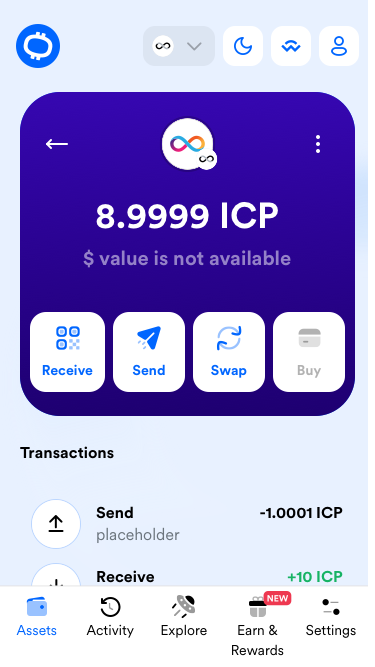 8.9999 ICP
$ value is not available
Receive
Send
Swap
Buy
Transactions
Send
-1.0001 ICP
placeholder
Receive
+10 ICP
NEW
Assets
Activity
Explore
Earn &
Rewards
Settings